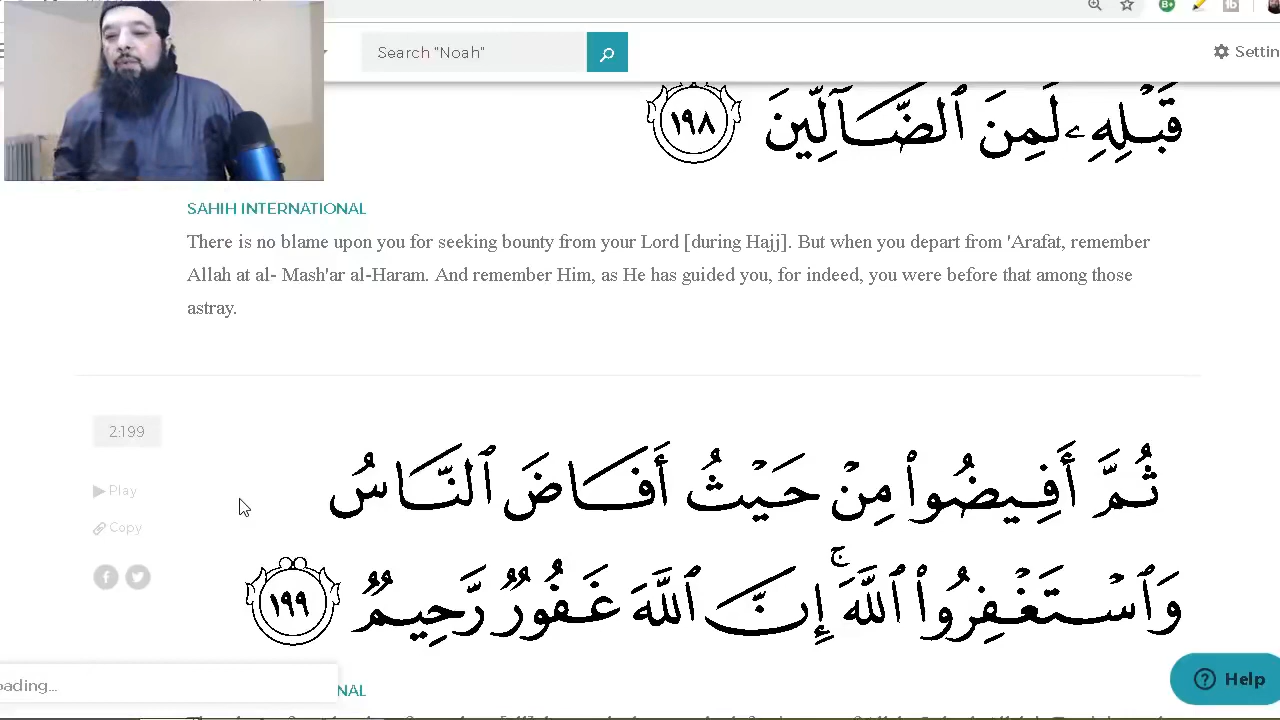 Search "Noah"
Settin
قَبْلِهِۦ لَمِنَ ٱلضَّآلِّينَ ١٩٨
SAHIH INTERNATIONAL
There is no blame upon you for seeking bounty from your Lord [during Hajj]. But when you depart from 'Arafat, remember
Allah at al- Mash'ar al-Haram. And remember Him, as He has guided you, for indeed, you were before that among those
astray.
2:199
Play
Copy
ثُمَّ أَفِيضُوا۟ مِنْ حَيْثُ أَفَاضَ ٱلنَّاسُ
وَٱسْتَغْفِرُوا۟ ٱللَّهَ ۚ إِنَّ ٱللَّهَ غَفُورٌ رَّحِيمٌ ١٩٩
oading...
NAL
Help